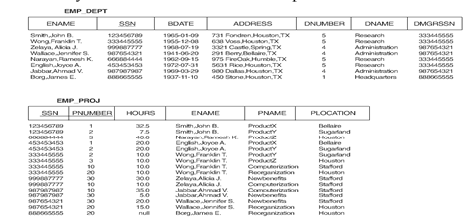 EMP_DEPT
ENAME SSN BDATE ADDRESS DNUMBER DNAME DMGRSSN
Smith,John B. 123456789 1965-01-09 731 Fondren,Houston,TX 5 Research 333445555
Wong,Franklin T. 333445555 1955-12-08 638 Voss,Houston,TX 5 Research 333445555
Zelaya,Alicia J. 999887777 1968-07-19 3321 Castle,Spring,TX 4 Administration 987654321
Wallace,Jennifer S. 987654321 1941-06-20 291 Berry,Bellaire,TX 4 Administration 987654321
Narayan,Ramesh K. 666884444 1962-09-15 975 FireOak,Humble,TX 5 Research 333445555
English,Joyce A. 453453453 1972-07-31 5631 Rice,Houston,TX 5 Research 333445555
Jabbar,Ahmad V. 987987987 1969-03-29 980 Dallas,Houston,TX 4 Administration 987654321
Borg,James E. 888665555 1937-11-10 450 Stone,Houston,TX 1 Headquarters 888665555
EMP_PROJ
SSN PNUMBER HOURS ENAME PNAME PLOCATION
123456789 1 32.5 Smith,John B. ProductX Bellaire
123456789 2 7.5 Smith,John B. ProductY Sugarland
666884444 3 40.0 Narayan,Ramesh K. ProductZ Houston
453453453 1 20.0 English,Joyce A. ProductX Bellaire
453453453 2 20.0 English,Joyce A. ProductY Sugarland
333445555 2 10.0 Wong,Franklin T. ProductY Sugarland
333445555 3 10.0 Wong,Franklin T. ProductZ Houston
333445555 10 10.0 Wong,Franklin T. Computerization Stafford
333445555 20 10.0 Wong,Franklin T. Reorganization Houston
999887777 30 30.0 Zelaya,Alicia J. Newbenefits Stafford
999887777 10 10.0 Zelaya,Alicia J. Computerization Stafford
987987987 10 35.0 Jabbar,Ahmad V. Computerization Stafford
987987987 30 5.0 Jabbar,Ahmad V. Newbenefits Stafford
987654321 30 20.0 Wallace,Jennifer S. Newbenefits Stafford
987654321 20 15.0 Wallace,Jennifer S. Reorganization Houston
888665555 20 null Borg,James E. Reorganization Houston